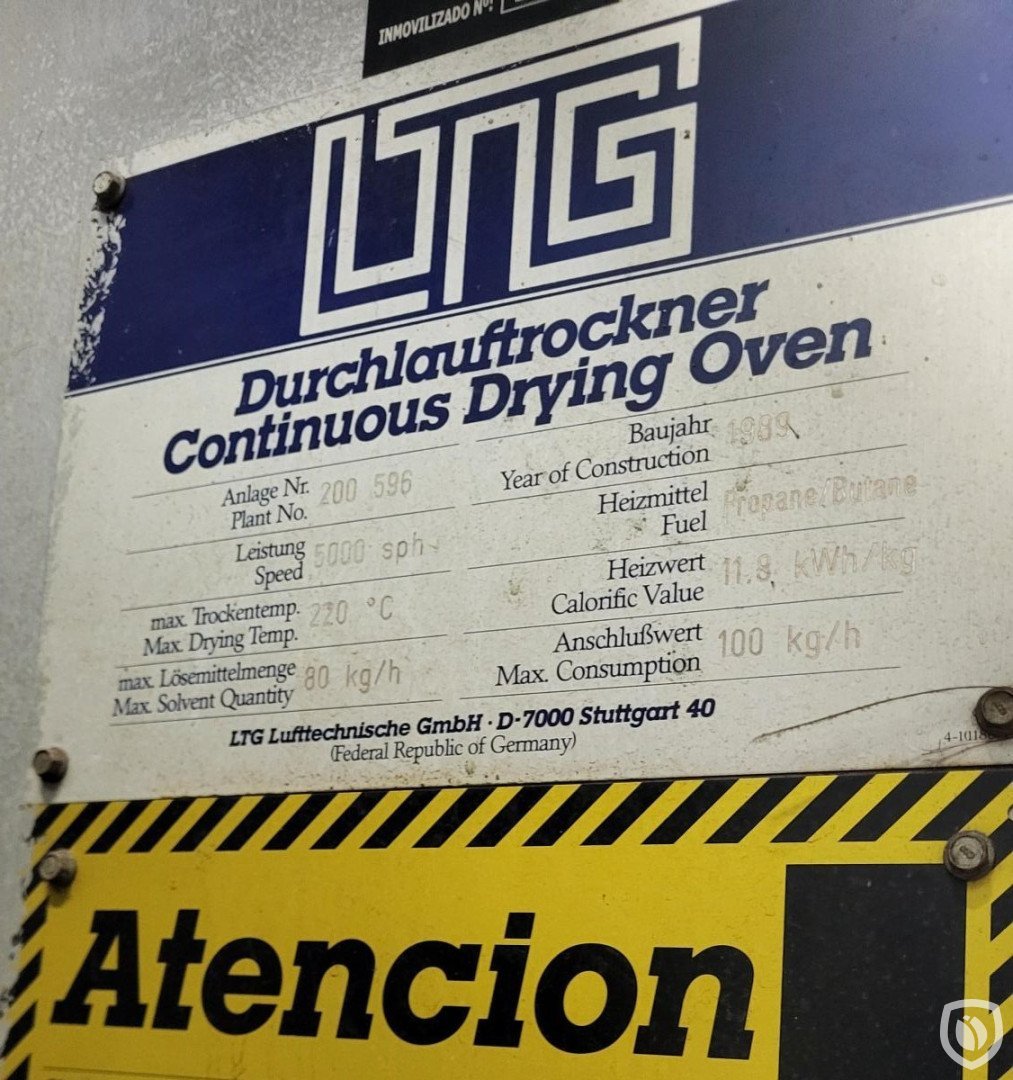 INMOVILIZADO Nº:
LTG
Durchlauftrockner
Continuous Drying Oven
Anlage Nr. 200 596
Plant No.
Leistung 5000 sph
Speed
max. Trockentemp. 220 °C
Max. Drying Temp.
max. Lösemittelmenge 80 kg/h
Max. Solvent Quantity
Baujahr 1989
Year of Construction
Heizmittel Propane/Butane
Fuel
Heizwert 11.9 kWh/kg
Calorific Value
Anschlußwert 100 kg/h
Max. Consumption
LTG Lufttechnische GmbH · D-7000 Stuttgart 40
(Federal Republic of Germany)
Atencion